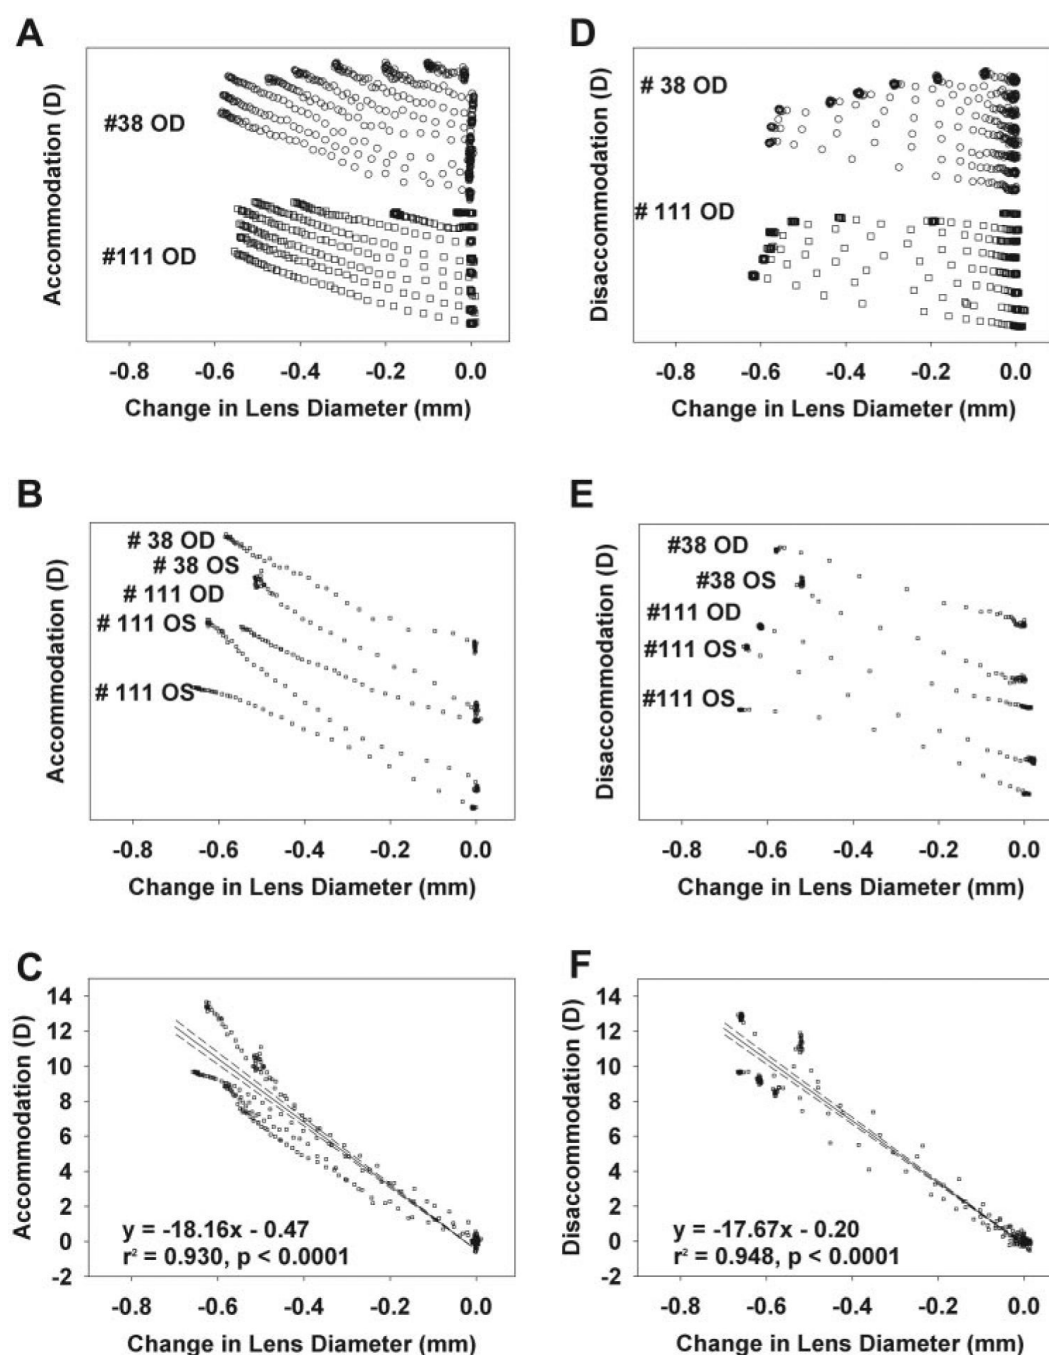 A
Accommodation (D)
#38 OD
#111 OD
-0.8 -0.6 -0.4 -0.2 0.0
Change in Lens Diameter (mm)
D
Disaccommodation (D)
# 38 OD
# 111 OD
-0.8 -0.6 -0.4 -0.2 0.0
Change in Lens Diameter (mm)
B
Accommodation (D)
# 38 OD
# 38 OS
# 111 OD
# 111 OS
# 111 OS
-0.8 -0.6 -0.4 -0.2 0.0
Change in Lens Diameter (mm)
E
Disaccommodation (D)
#38 OD
#38 OS
#111 OD
#111 OS
#111 OS
-0.8 -0.6 -0.4 -0.2 0.0
Change in Lens Diameter (mm)
C
Accommodation (D)
14
12
10
8
6
4
2
0
-2
y = -18.16x - 0.47
r² = 0.930, p < 0.0001
-0.8 -0.6 -0.4 -0.2 0.0
Change in Lens Diameter (mm)
F
Disaccommodation (D)
14
12
10
8
6
4
2
0
-2
y = -17.67x - 0.20
r² = 0.948, p < 0.0001
-0.8 -0.6 -0.4 -0.2 0.0
Change in Lens Diameter (mm)